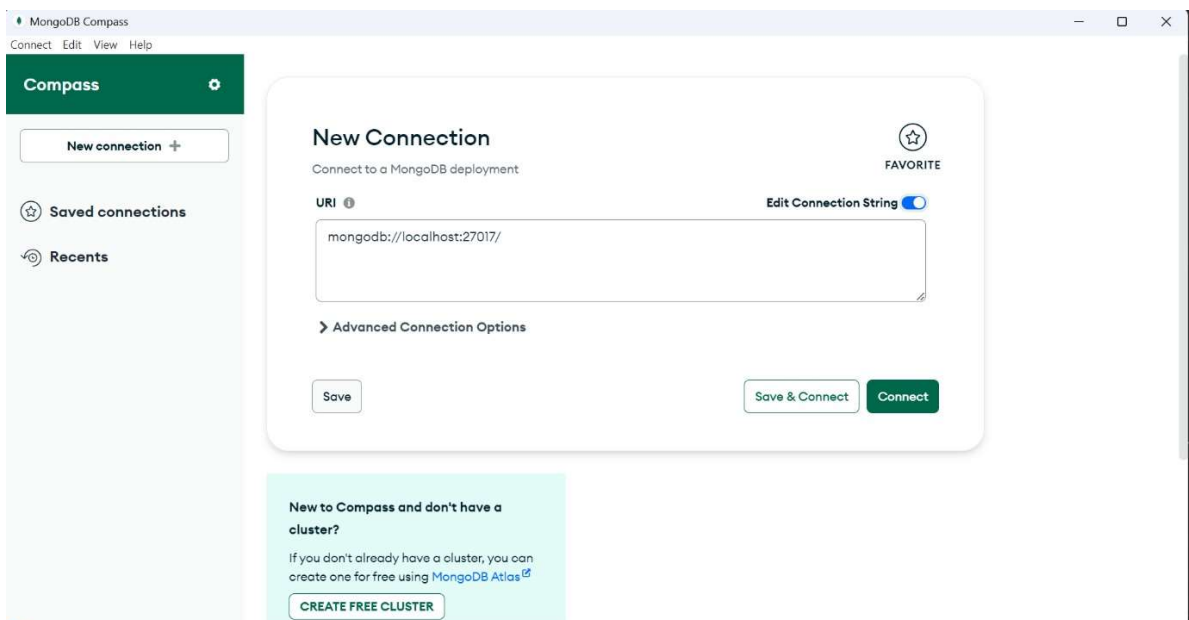 MongoDB Compass
Connect Edit View Help
Compass
New connection +
Saved connections
Recents
New Connection
Connect to a MongoDB deployment
FAVORITE
URI
Edit Connection String
mongodb://localhost:27017/
Advanced Connection Options
Save
Save & Connect
Connect
New to Compass and don't have a
cluster?
If you don't already have a cluster, you can
create one for free using MongoDB Atlas
CREATE FREE CLUSTER